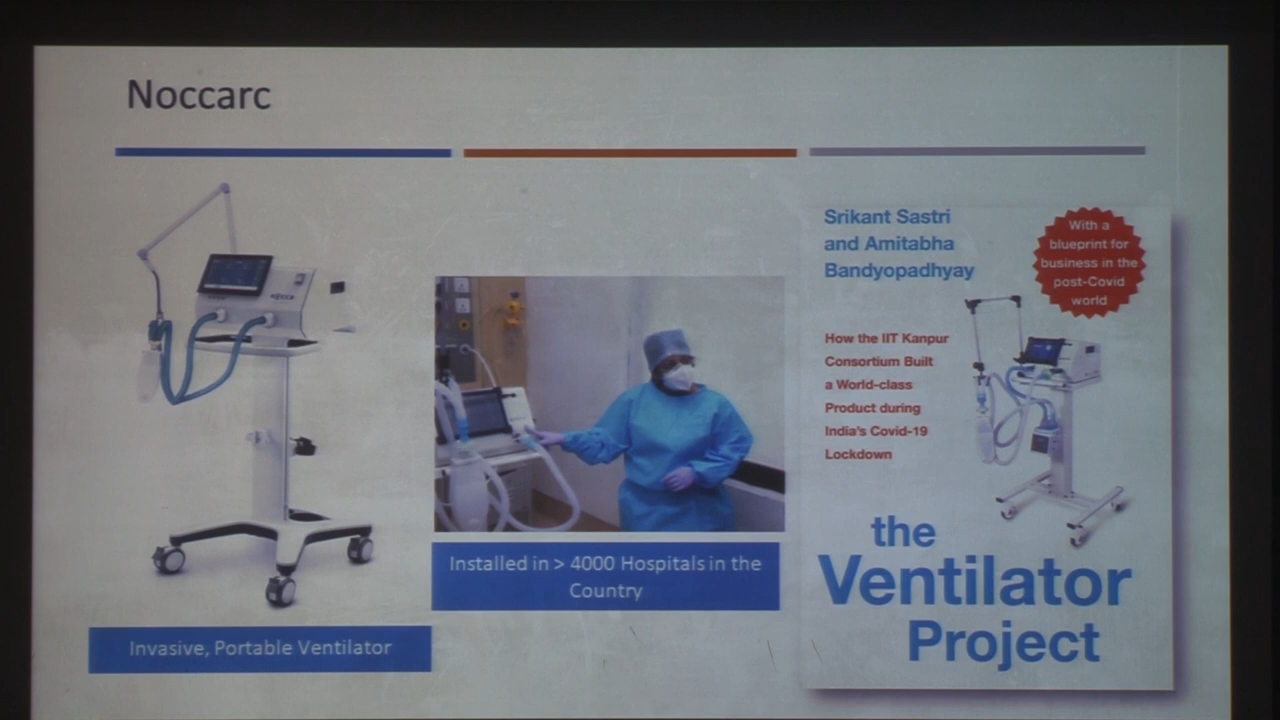 Noccarc
Invasive, Portable Ventilator
Installed in > 4000 Hospitals in the
Country
Srikant Sastri
and Amitabha
Bandyopadhyay
With a
blueprint for
business in the
post-Covid
world
How the IIT Kanpur
Consortium Built
a World-class
Product during
India's Covid-19
Lockdown
the
Ventilator
Project